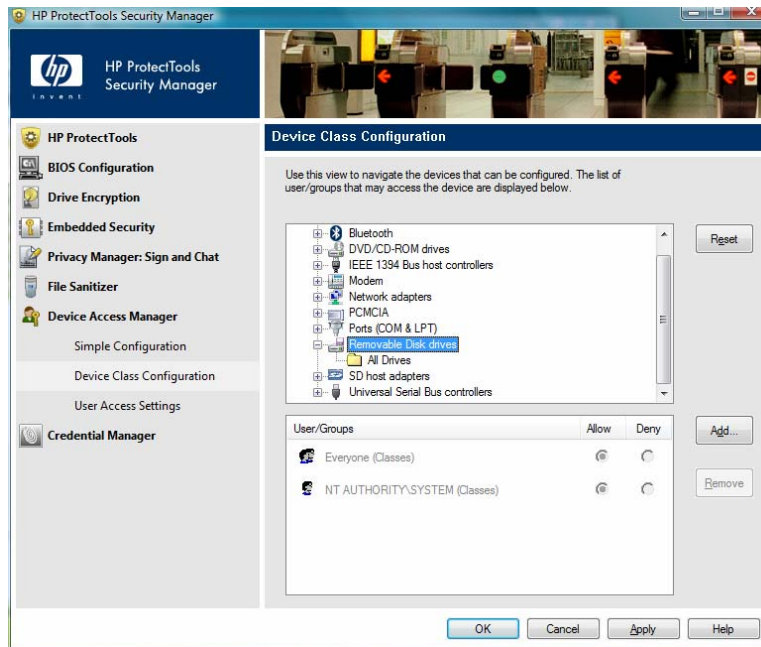 HP ProtectTools Security Manager
hp
invent
HP ProtectTools
Security Manager
HP ProtectTools
BIOS Configuration
Drive Encryption
Embedded Security
Privacy Manager: Sign and Chat
File Sanitizer
Device Access Manager
Simple Configuration
Device Class Configuration
User Access Settings
Credential Manager
Device Class Configuration
Use this view to navigate the devices that can be configured. The list of
user/groups that may access the device are displayed below.
Bluetooth
DVD/CD-ROM drives
IEEE 1394 Bus host controllers
Modem
Network adapters
PCMCIA
Ports (COM & LPT)
Removable Disk drives
All Drives
SD host adapters
Universal Serial Bus controllers
Reset
User/Groups Allow Deny
Everyone (Classes)
NT AUTHORITY\SYSTEM (Classes)
Add...
Remove
OK Cancel Apply Help